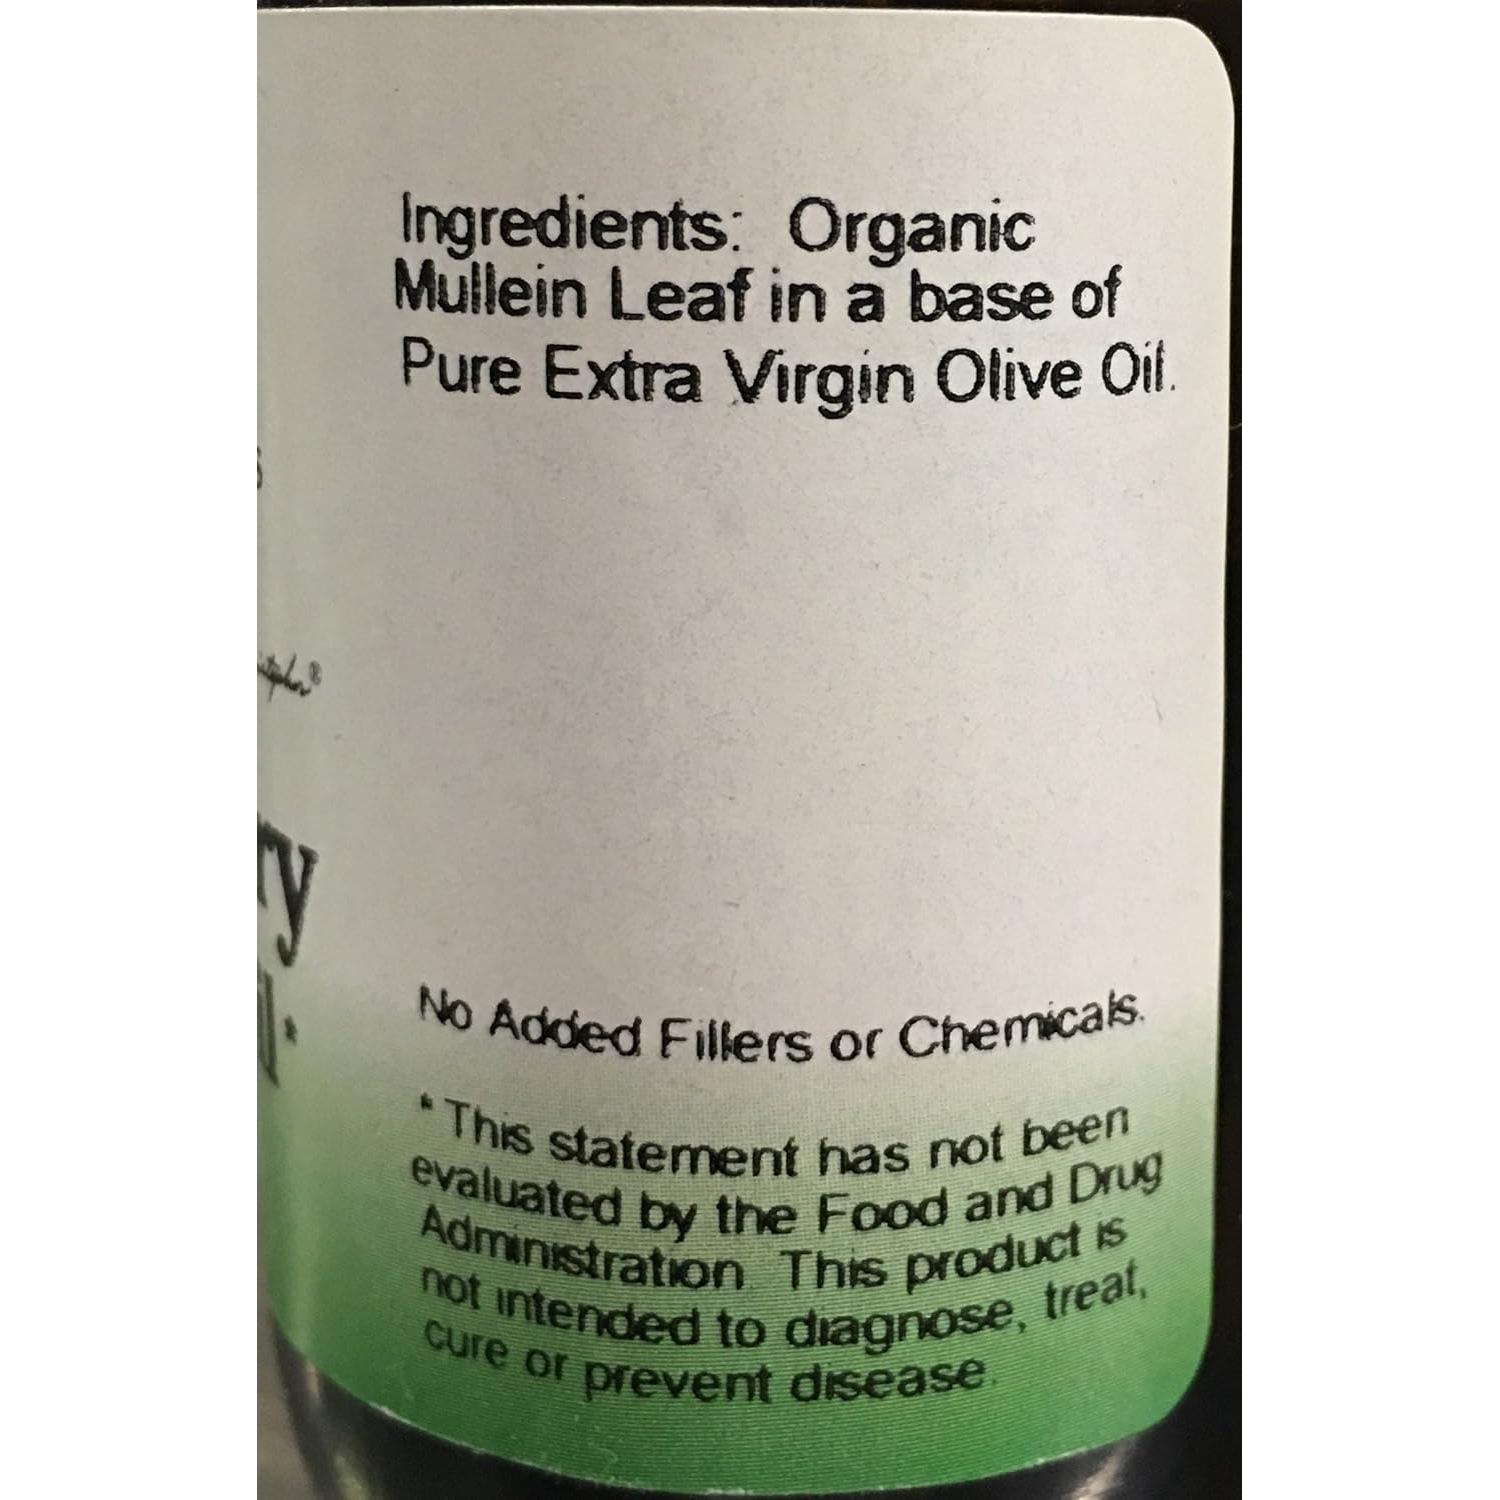 Ingredients: Organic
Mullein Leaf in a base of
Pure Extra Virgin Olive Oil.
No Added Fillers or Chemicals.
* This statement has not been
evaluated by the Food and Drug
Administration. This product is
not intended to diagnose, treat,
cure or prevent disease.